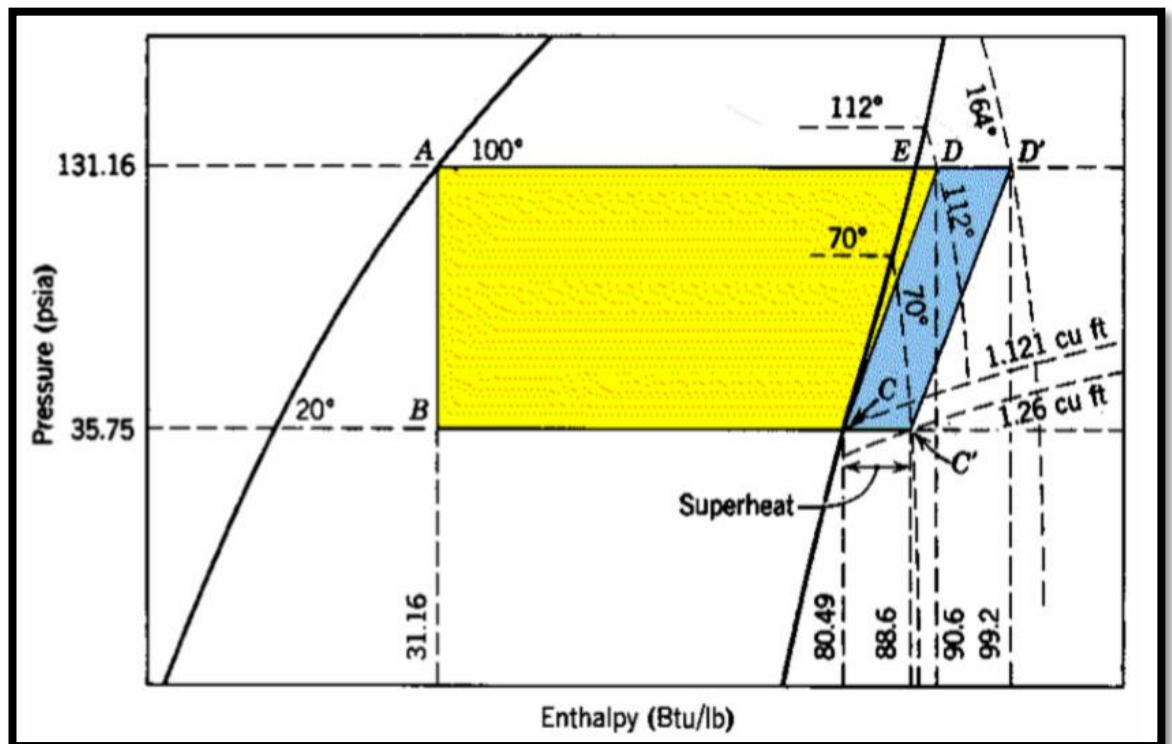 112°
164°
131.16
A
100°
E
D
D'
112°
70°
70°
1.121 cu ft
1.26 cu ft
Pressure (psia)
20°
B
C
35.75
C'
Superheat
31.16
80.49
88.6
90.6
99.2
Enthalpy (Btu/lb)